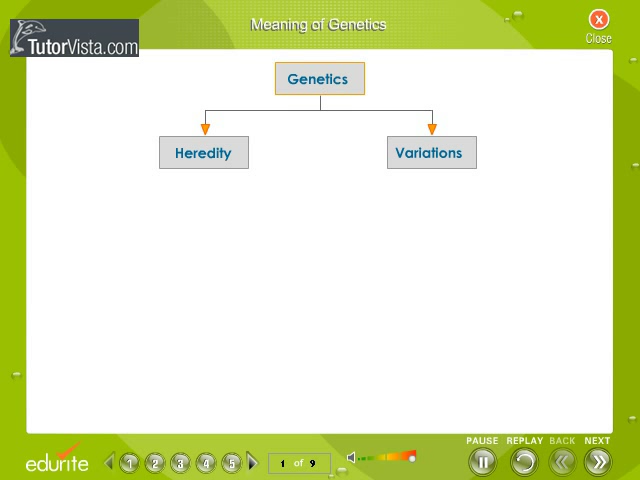 Meaning of Genetics
X
Close
TutorVista.com
Genetics
Heredity
Variations
PAUSE REPLAY BACK NEXT
edurite
1 2 3 4 5
1 of 9